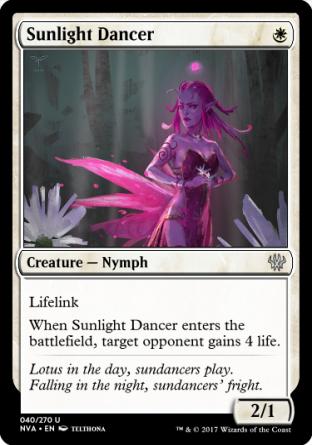 Sunlight Dancer
Creature — Nymph
Lifelink
When Sunlight Dancer enters the
battlefield, target opponent gains 4 life.
Lotus in the day, sundancers play.
Falling in the night, sundancers' fright.
2/1
040/270 U
NVA • EN TELTHONA
™ & © 2017 Wizards of the Coast